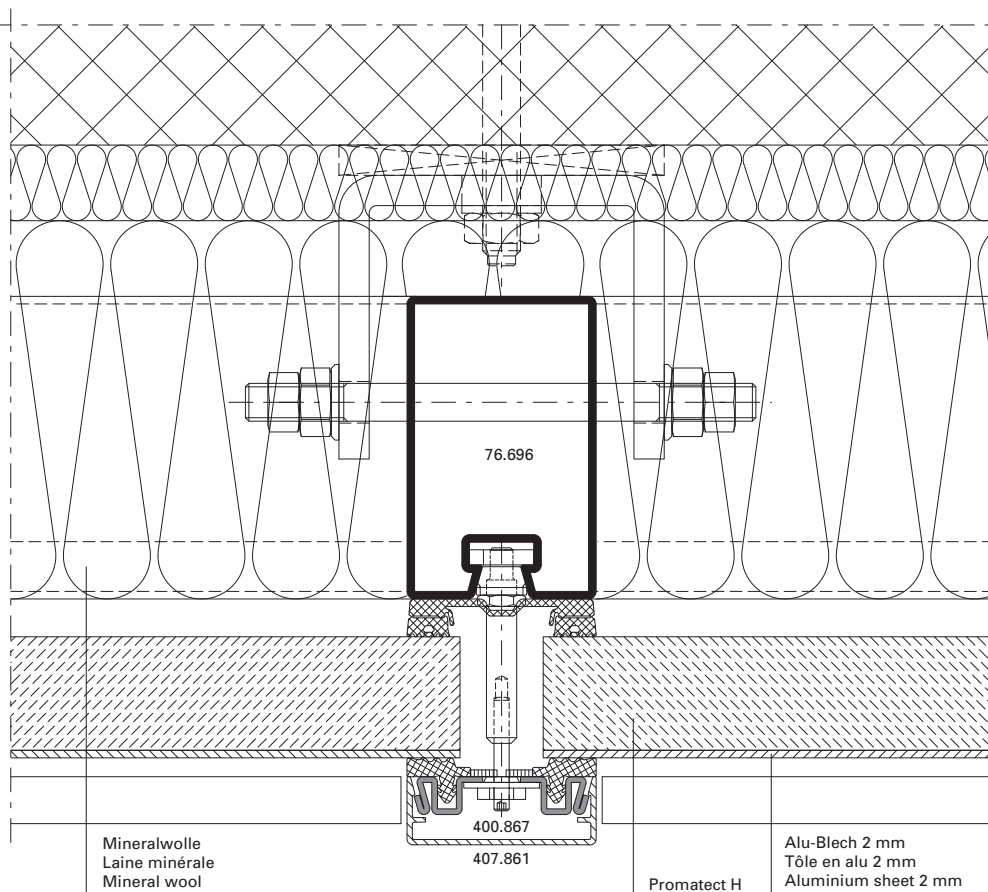 76.696
400.867
407.861
Mineralwolle
Laine minérale
Mineral wool
Promatect H
Alu-Blech 2 mm
Tôle en alu 2 mm
Aluminium sheet 2 mm